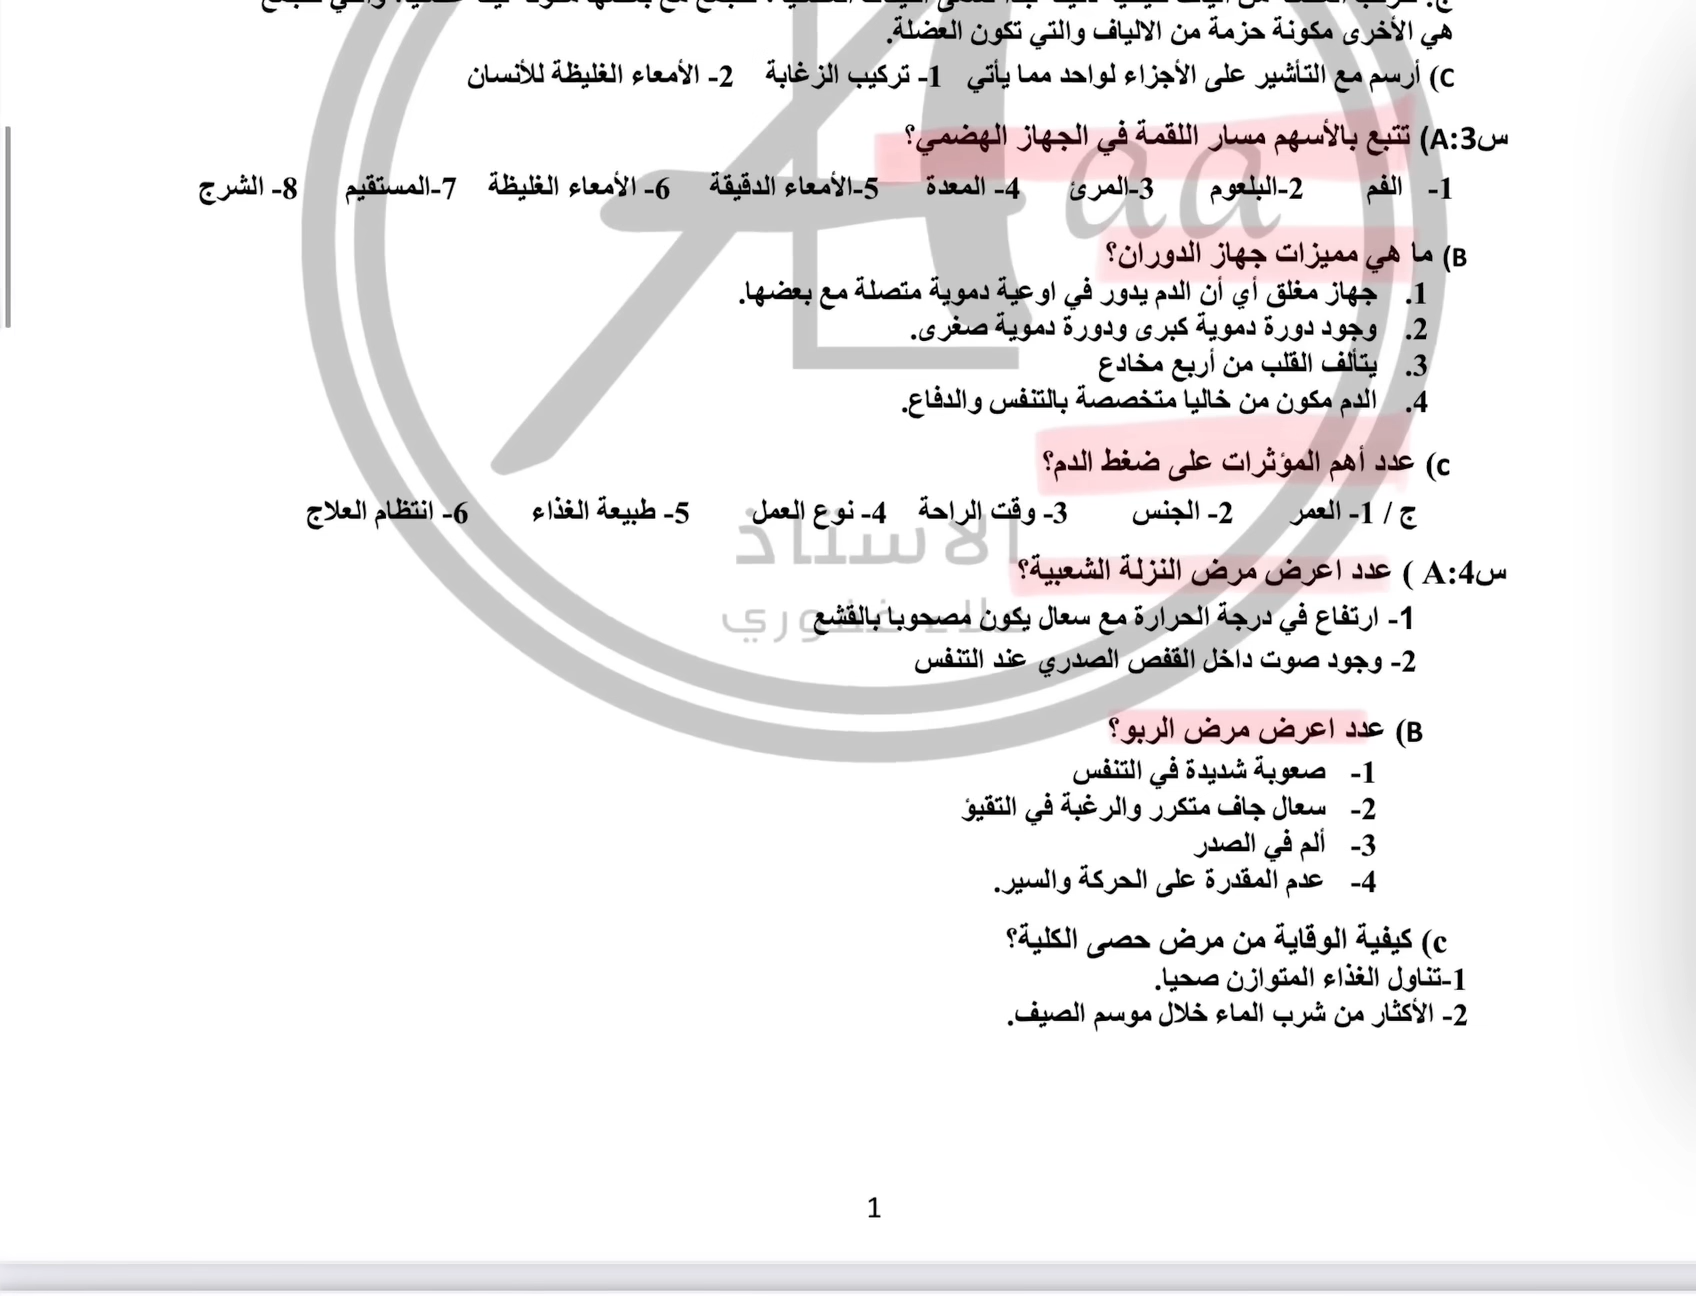 هي الأخرى مكونة حزمة من الالياف والتي تكون العضلة.
C) أرسم مع التأشير على الأجزاء لواحد مما يأتي 1- تركيب الزغابة 2- الأمعاء الغليظة للأنسان
س3:A) تتبع بالأسهم مسار اللقمة في الجهاز الهضمي؟
1- الفم 2-البلعوم 3-المرئ 4- المعدة 5-الأمعاء الدقيقة 6- الأمعاء الغليظة 7-المستقيم 8- الشرج
B) ما هي مميزات جهاز الدوران؟
1. جهاز مغلق أي أن الدم يدور في اوعية دموية متصلة مع بعضها.
2. وجود دورة دموية كبرى ودورة دموية صغرى.
3. يتألف القلب من أربع مخادع
4. الدم مكون من خاليا متخصصة بالتنفس والدفاع.
c) عدد أهم المؤثرات على ضغط الدم؟
ج / 1- العمر 2- الجنس 3- وقت الراحة 4- نوع العمل 5- طبيعة الغذاء 6- انتظام العلاج
الاستاذ
س4:A ) عدد اعرض مرض النزلة الشعبية؟
1- ارتفاع في درجة الحرارة مع سعال يكون مصحوبا بالقشع
2- وجود صوت داخل القفص الصدري عند التنفس
B) عدد اعرض مرض الربو؟
1- صعوبة شديدة في التنفس
2- سعال جاف متكرر والرغبة في التقيؤ
3- ألم في الصدر
4- عدم المقدرة على الحركة والسير.
c) كيفية الوقاية من مرض حصى الكلية؟
1-تناول الغذاء المتوازن صحيا.
2- الأكثار من شرب الماء خلال موسم الصيف.
1